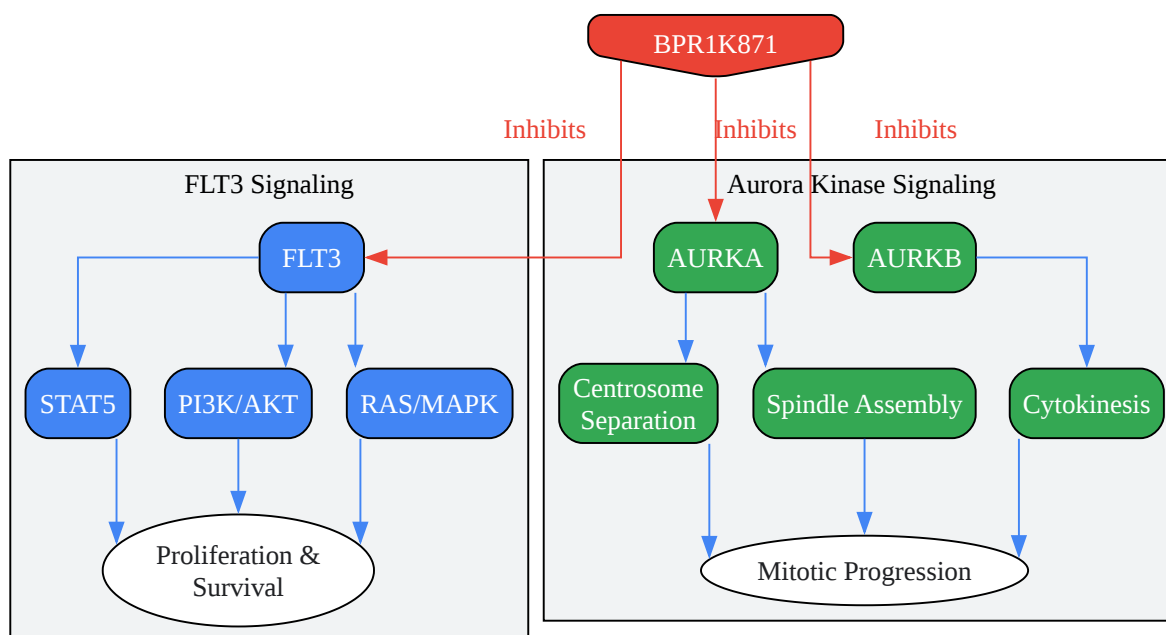 BPR1K871
Inhibits
Inhibits
Inhibits
FLT3 Signaling
Aurora Kinase Signaling
FLT3
AURKA
AURKB
STAT5
PI3K/AKT
RAS/MAPK
Centrosome
Separation
Spindle Assembly
Cytokinesis
Proliferation &
Survival
Mitotic Progression